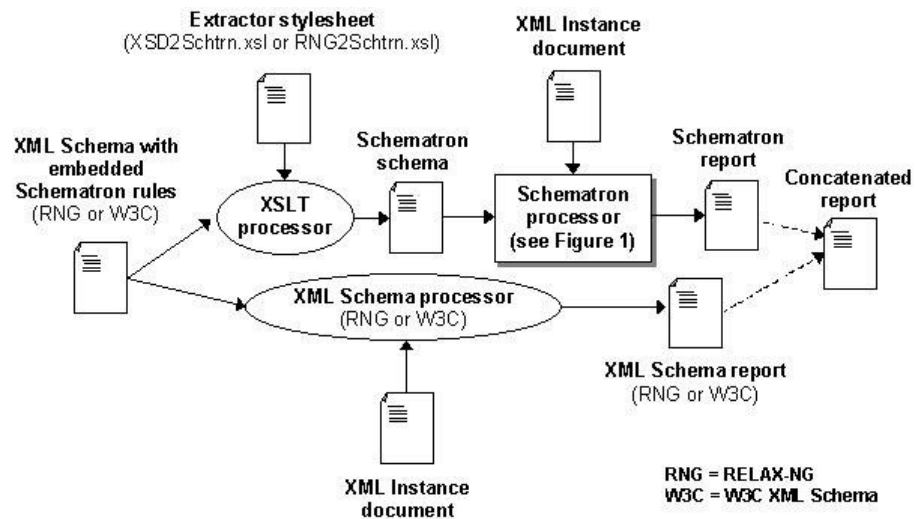 Extractor stylesheet
(XSD2Schtrn.xsl or RNG2Schtrn.xsl)
XML Instance
document
XML Schema with
embedded
Schematron rules
(RNG or W3C)
XSLT
processor
Schematron
schema
Schematron
processor
(see Figure 1)
Schematron
report
Concatenated
report
XML Schema processor
(RNG or W3C)
XML Schema report
(RNG or W3C)
XML Instance
document
RNG = RELAX-NG
W3C = W3C XML Schema